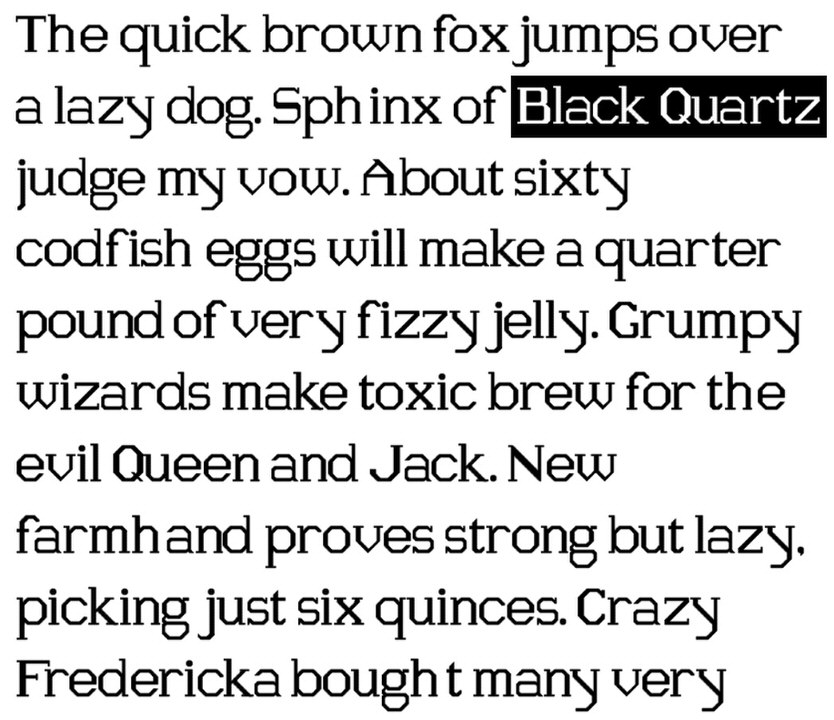 The quick brown fox jumps over
a lazy dog. Sphinx of Black Quartz
judge my vow. About sixty
codfish eggs will make a quarter
pound of very fizzy jelly. Grumpy
wizards make toxic brew for the
evil Queen and Jack. New
farmhand proves strong but lazy,
picking just six quinces. Crazy
Fredericka bought many very